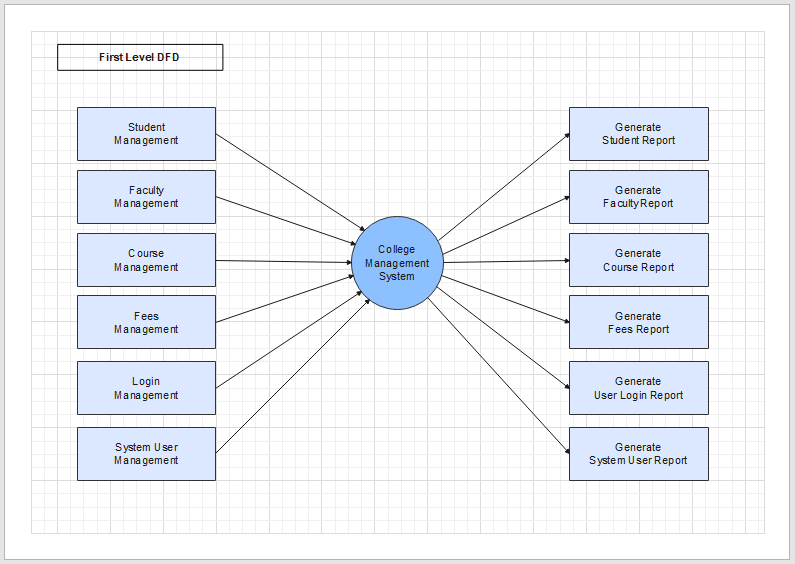 First Level DFD
Student
Management
Faculty
Management
Course
Management
Fees
Management
Login
Management
System User
Management
College
Management
System
Generate
Student Report
Generate
Faculty Report
Generate
Course Report
Generate
Fees Report
Generate
User Login Report
Generate
System User Report